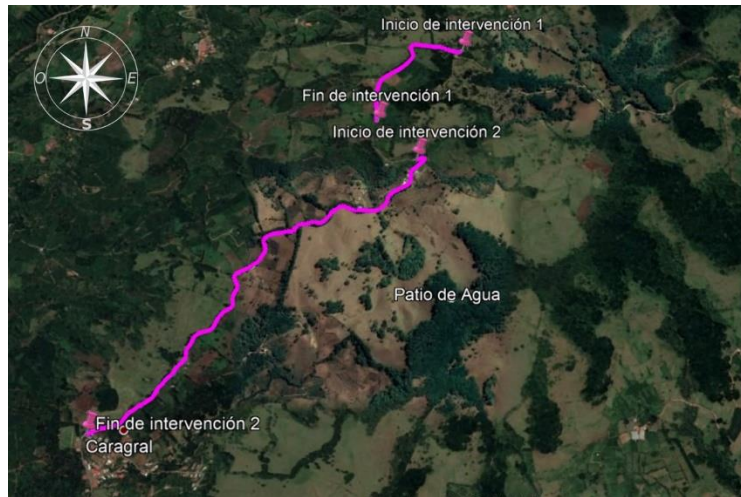 Inicio de intervención 1
N
O
E
S
Fin de intervención 1
Inicio de intervención 2
Patio de Agua
Fin de intervención 2
Caragral